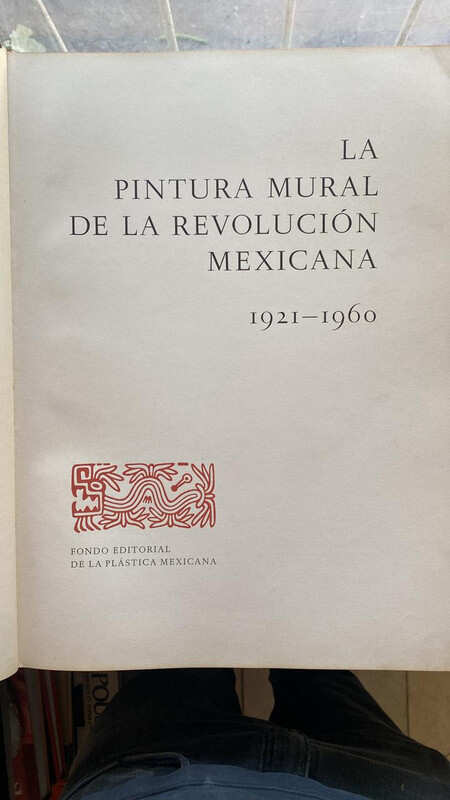 LA
PINTURA MURAL
DE LA REVOLUCIÓN
MEXICANA
1921–1960
FONDO EDITORIAL
DE LA PLÁSTICA MEXICANA